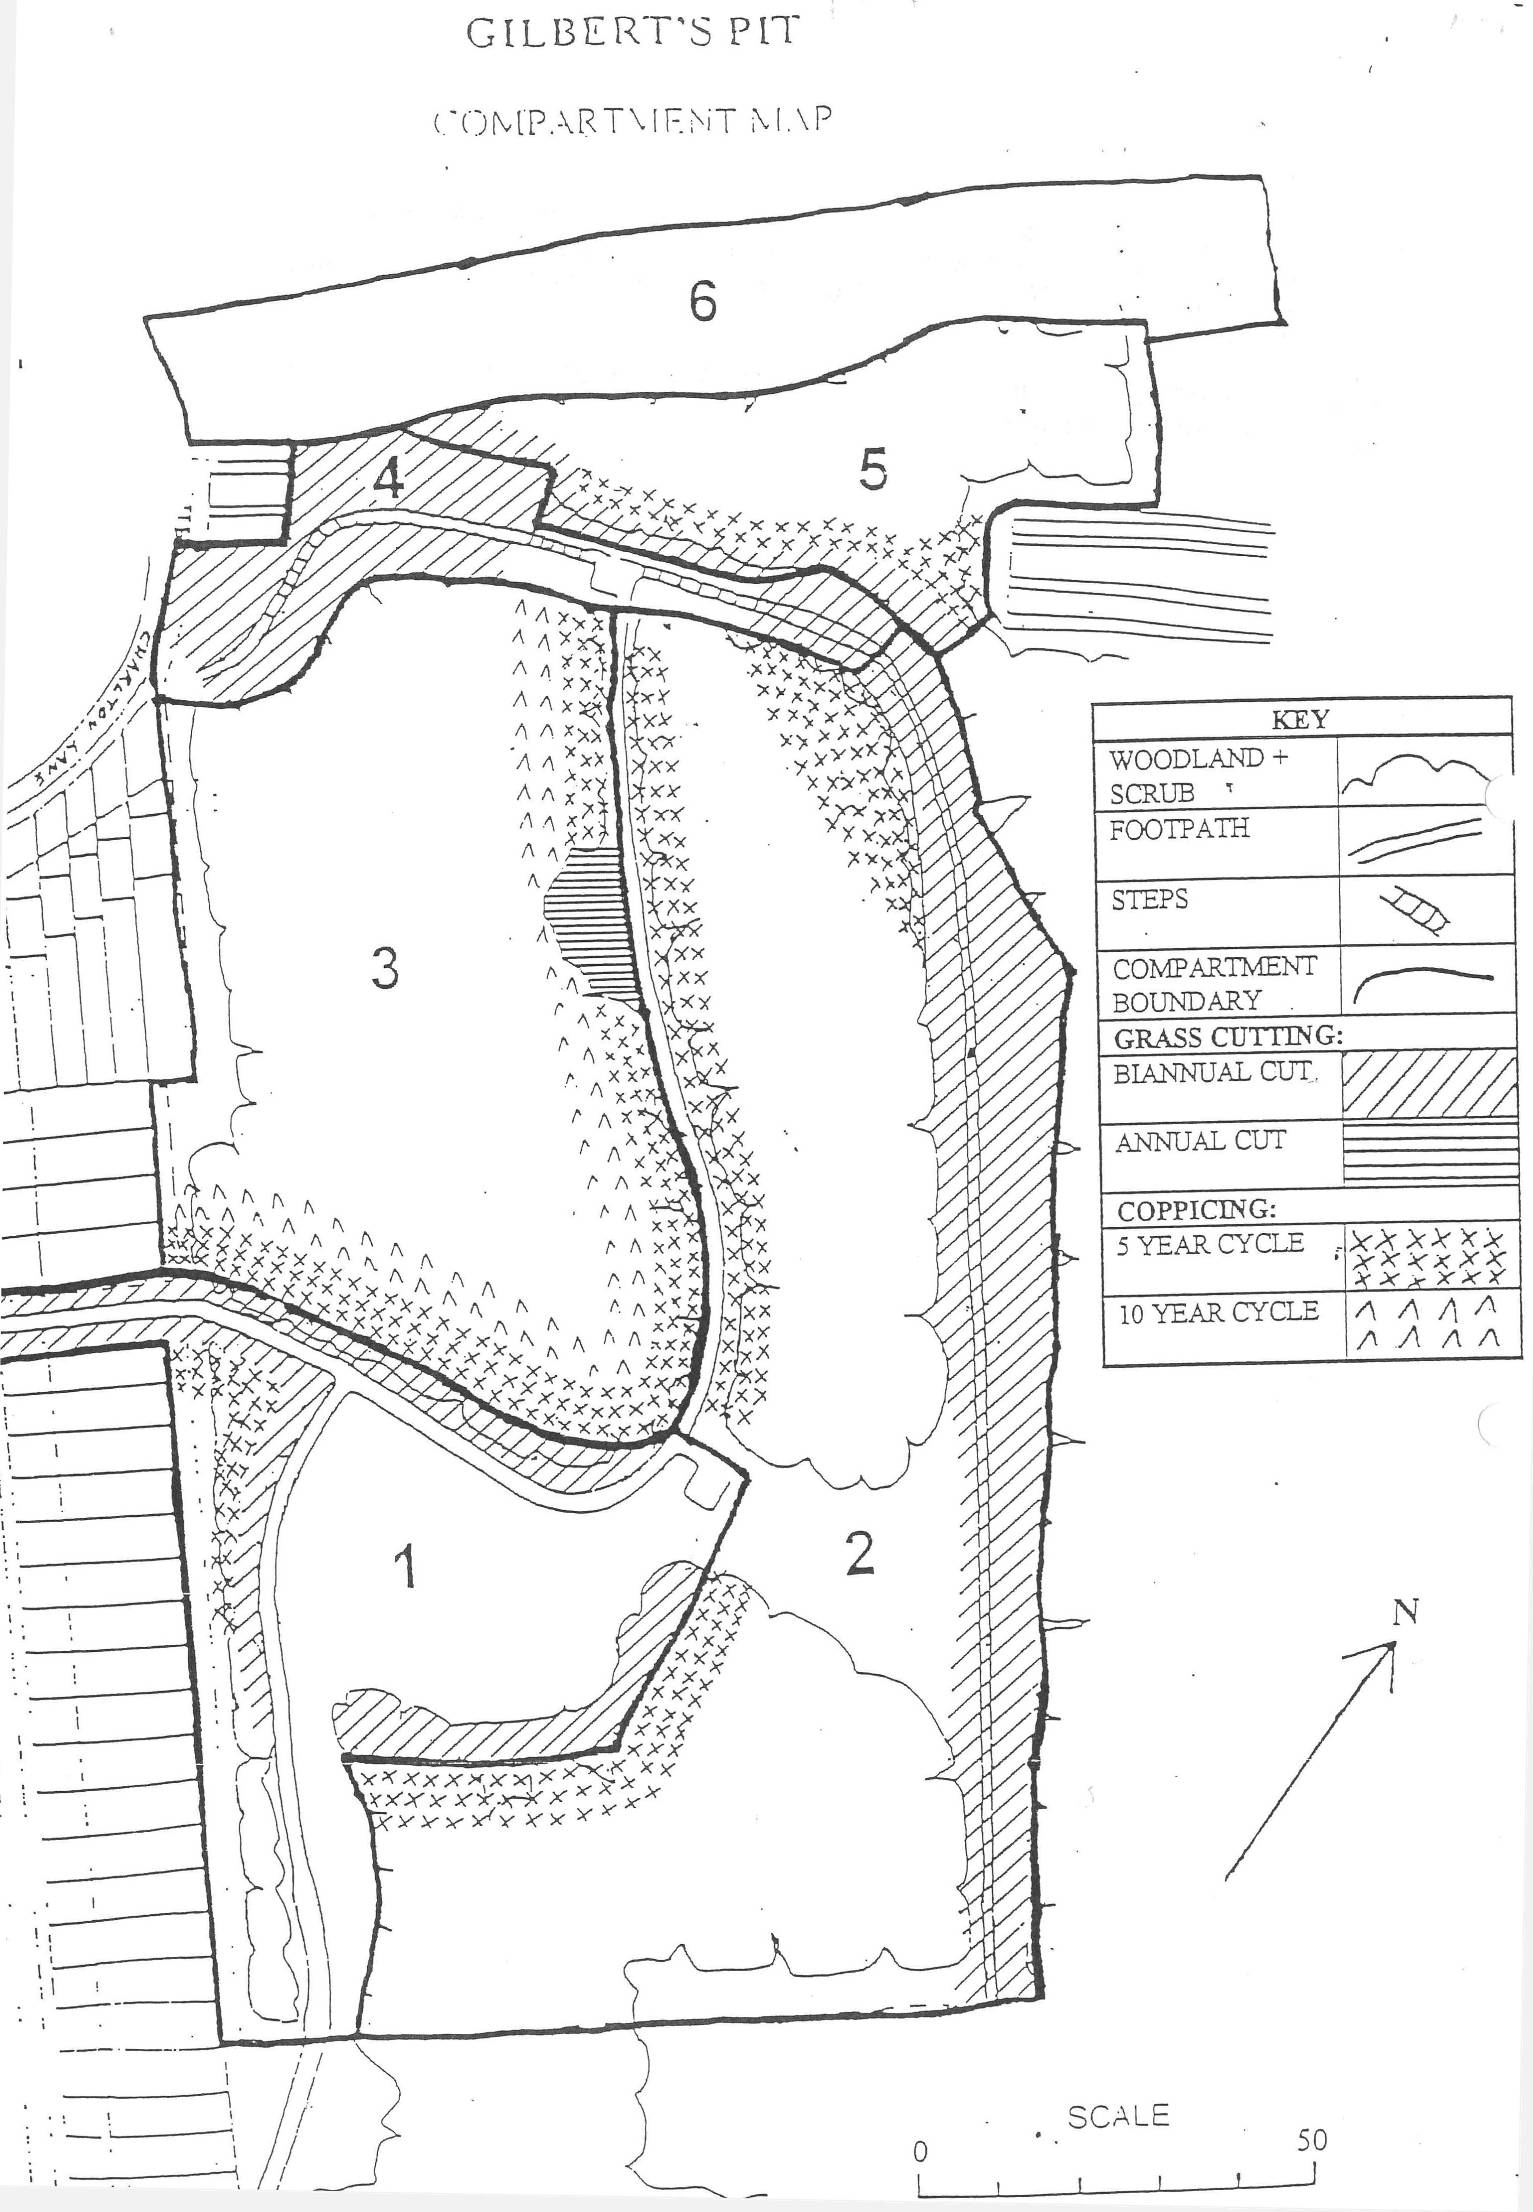 GILBERT'S PIT
COMPARTMENT MAP
6
4
5
CHARLTON LANE
3
1
2
KEY
WOODLAND +
SCRUB
FOOTPATH
STEPS
COMPARTMENT
BOUNDARY
GRASS CUTTING:
BIANNUAL CUT
ANNUAL CUT
COPPICING:
5 YEAR CYCLE
10 YEAR CYCLE
N
SCALE
0 50